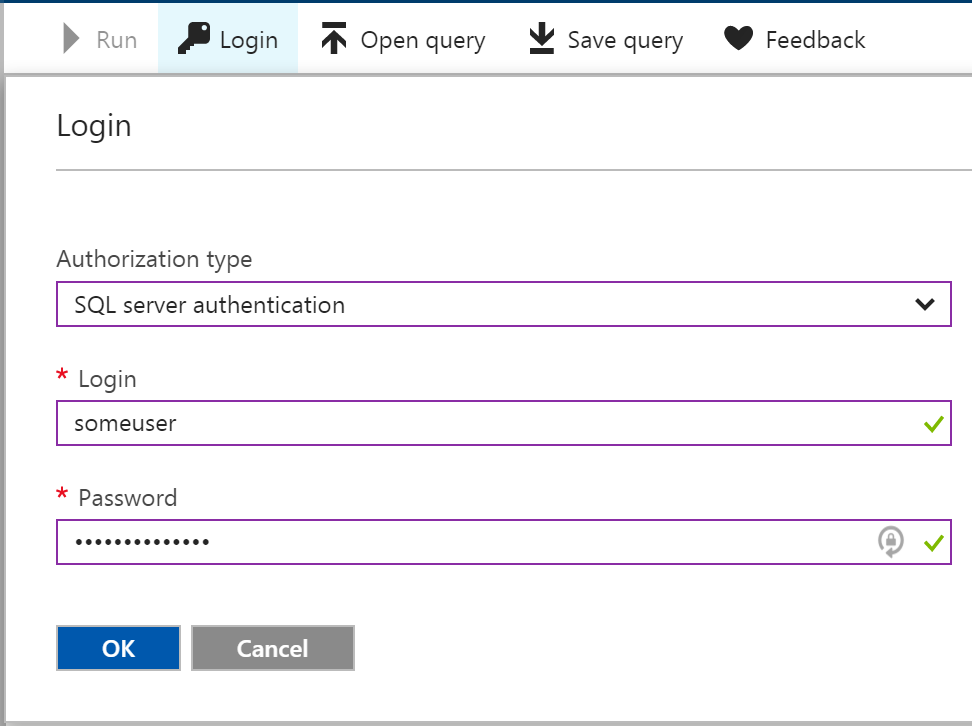 Run Login Open query Save query Feedback
Login
Authorization type
SQL server authentication
* Login
someuser
* Password
••••••••••••••
OK Cancel